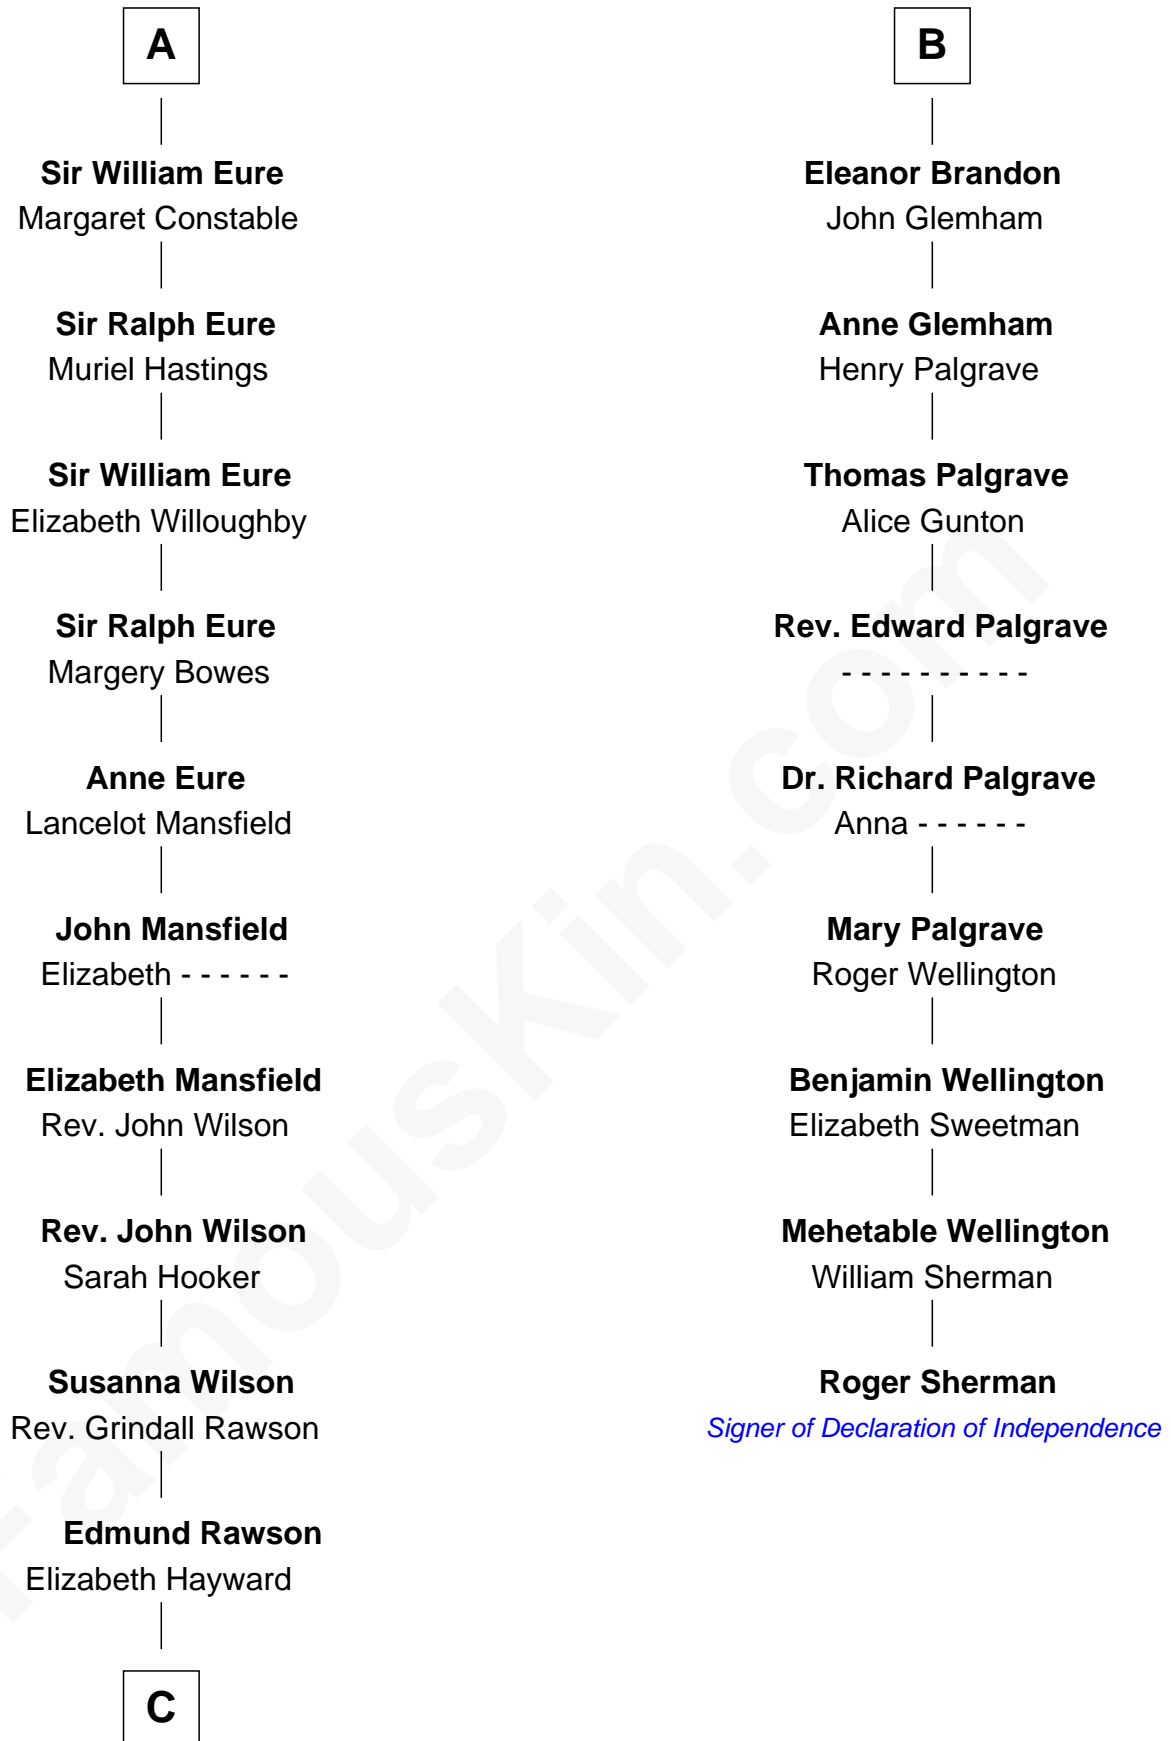 A
Sir William Eure
Margaret Constable
Sir Ralph Eure
Muriel Hastings
Sir William Eure
Elizabeth Willoughby
Sir Ralph Eure
Margery Bowes
Anne Eure
Lancelot Mansfield
John Mansfield
Elizabeth - - - - - -
Elizabeth Mansfield
Rev. John Wilson
Rev. John Wilson
Sarah Hooker
Susanna Wilson
Rev. Grindall Rawson
Edmund Rawson
Elizabeth Hayward
C
B
Eleanor Brandon
John Glemham
Anne Glemham
Henry Palgrave
Thomas Palgrave
Alice Gunton
Rev. Edward Palgrave
- - - - - - - - - -
Dr. Richard Palgrave
Anna - - - - - -
Mary Palgrave
Roger Wellington
Benjamin Wellington
Elizabeth Sweetman
Mehetable Wellington
William Sherman
Roger Sherman
Signer of Declaration of Independence
FamousKin.com